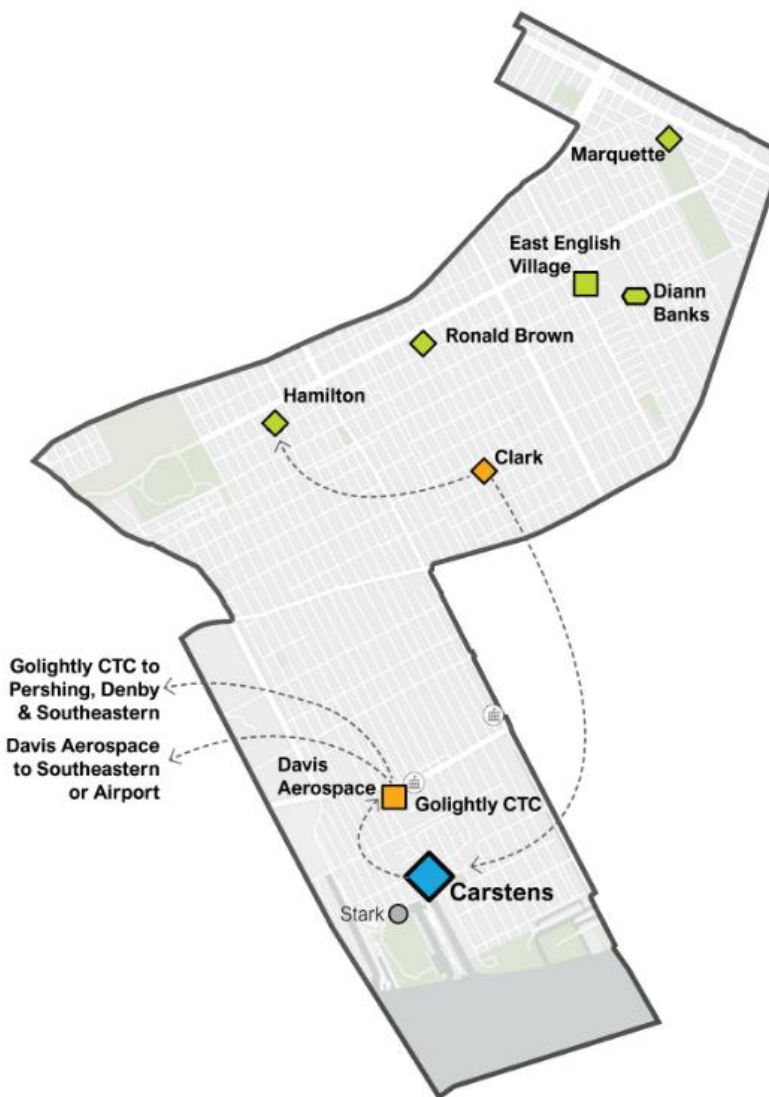 Marquette
East English
Village
Diann
Banks
Ronald Brown
Hamilton
Clark
Golightly CTC to
Pershing, Denby
& Southeastern
Davis Aerospace
to Southeastern
or Airport
Davis
Aerospace
Golightly CTC
Carstens
Stark